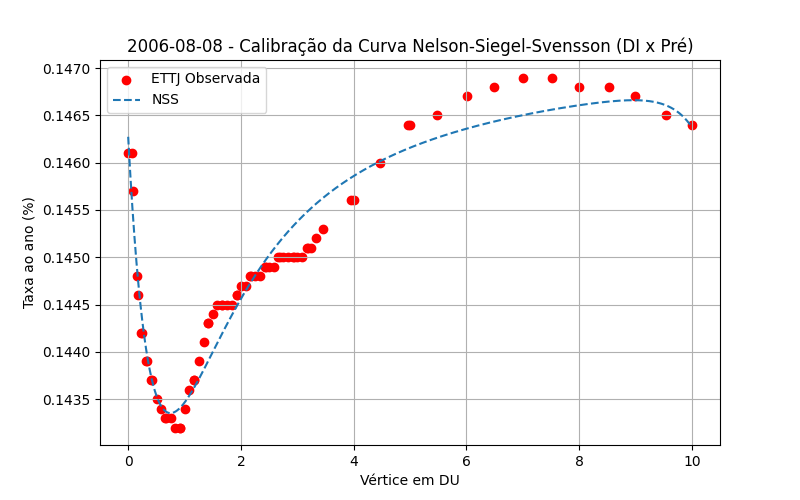 2006-08-08 - Calibração da Curva Nelson-Siegel-Svensson (DI x Pré)
ETTJ Observada
NSS
Taxa ao ano (%)
0.1470
0.1465
0.1460
0.1455
0.1450
0.1445
0.1440
0.1435
0 2 4 6 8 10
Vértice em DU